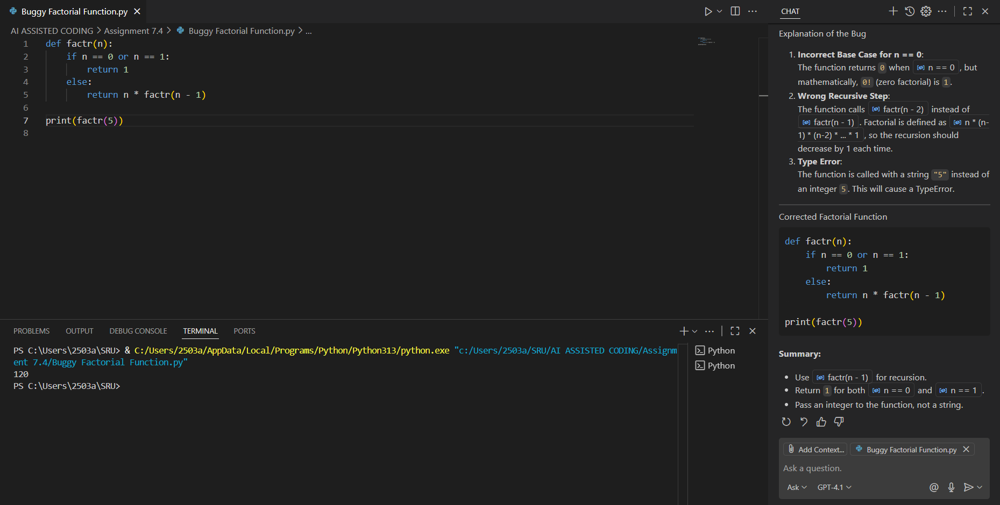 Buggy Factorial Function.py
AI ASSISTED CODING > Assignment 7.4 > Buggy Factorial Function.py > ...
1 def factr(n):
2     if n == 0 or n == 1:
3         return 1
4     else:
5         return n * factr(n - 1)
6
7 print(factr(5))
8
PROBLEMS OUTPUT DEBUG CONSOLE TERMINAL PORTS
PS C:\Users\2503a\SRU> & C:/Users/2503a/AppData/Local/Programs/Python/Python313/python.exe "c:/Users/2503a/SRU/AI ASSISTED CODING/Assignm
ent 7.4/Buggy Factorial Function.py"
120
PS C:\Users\2503a\SRU>
Python
Python
CHAT
Explanation of the Bug
1. Incorrect Base Case for n == 0:
The function returns 0 when n == 0 , but
mathematically, 0! (zero factorial) is 1.
2. Wrong Recursive Step:
The function calls factr(n - 2) instead of
factr(n - 1) . Factorial is defined as n * (n-
1) * (n-2) * ... * 1 , so the recursion should
decrease by 1 each time.
3. Type Error:
The function is called with a string "5" instead of
an integer 5. This will cause a TypeError.
Corrected Factorial Function
def factr(n):
    if n == 0 or n == 1:
        return 1
    else:
        return n * factr(n - 1)
print(factr(5))
Summary:
• Use factr(n - 1) for recursion.
• Return 1 for both n == 0 and n == 1 .
• Pass an integer to the function, not a string.
Add Context... Buggy Factorial Function.py
Ask a question.
Ask GPT-4.1